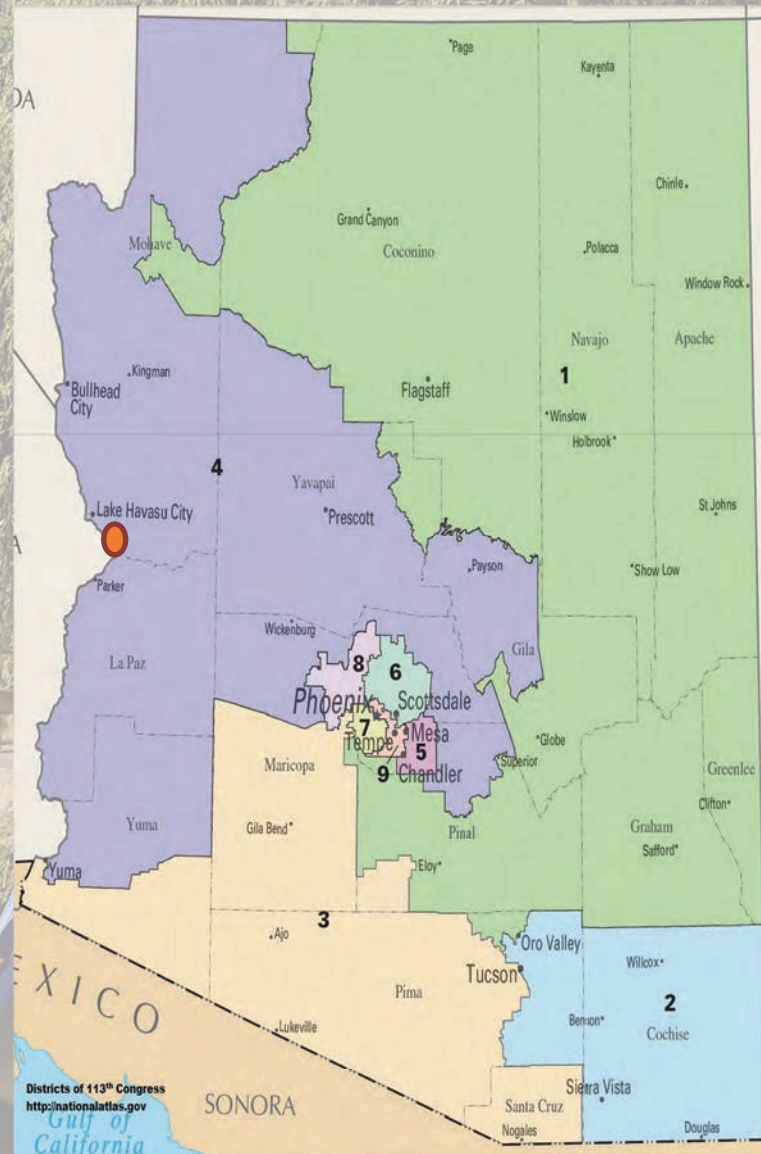 DA
A
Page
Kayenta
Chinle
Grand Canyon
Mohave
Coconino
Polacca
Window Rock
Navajo
Apache
Kingman
Bullhead
City
Flagstaff
1
Winslow
Holbrook
4
Yavapai
Lake Havasu City
Prescott
St Johns
Payson
Show Low
Parker
Wickenburg
Gila
La Paz
8
6
Phoenix
Scottsdale
7
Tempe
Mesa
5
9
Chandler
Globe
Superior
Maricopa
Greenlee
Clifton
Yuma
Gila Bend
Pinal
Graham
Safford
Eloy
Yuma
3
Ajo
Oro Valley
Tucson
Willcox
2
Pima
Benson
Cochise
Lukeville
EXICO
Sierra Vista
Santa Cruz
Nogales
Douglas
SONORA
Districts of 113th Congress
http://nationalatlas.gov
Gulf of
California